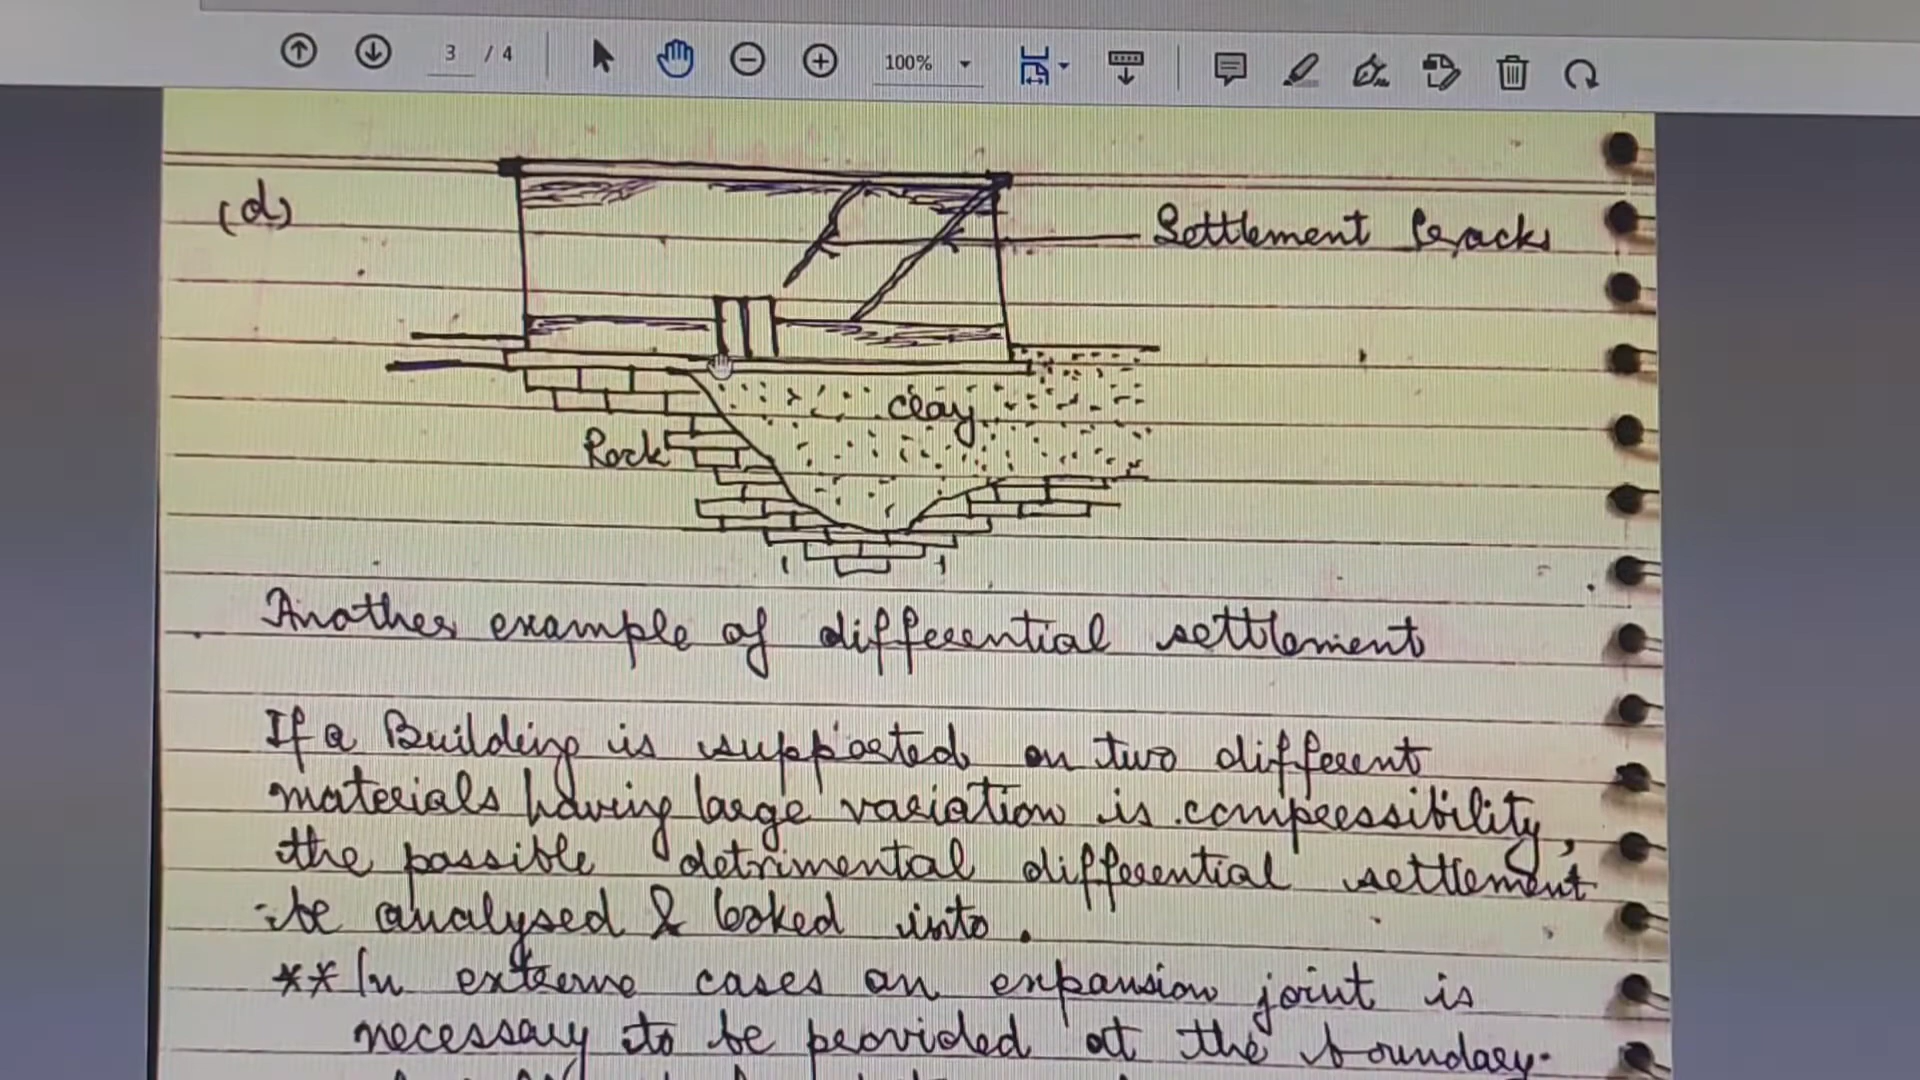 3 / 4 100%
(d)
Settlement Cracks
clay
Rock
Another example of differential settlement
If a Building is supported on two different
materials having large variation is compressibility,
the possible detrimental differential settlement
be analysed & looked into.
**In extreme cases an expansion joint is
necessary to be provided at the boundary